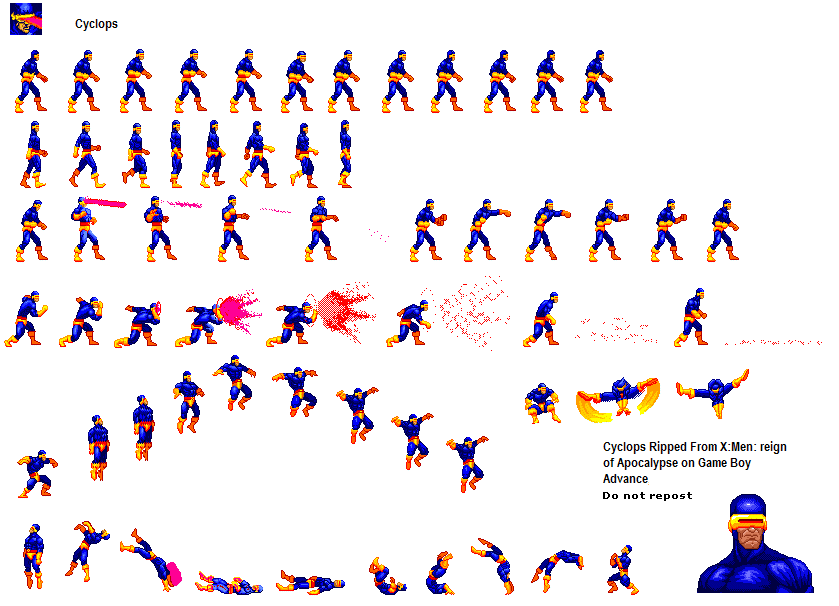 Cyclops
Cyclops Ripped From X:Men: reign
of Apocalypse on Game Boy
Advance
Do not repost